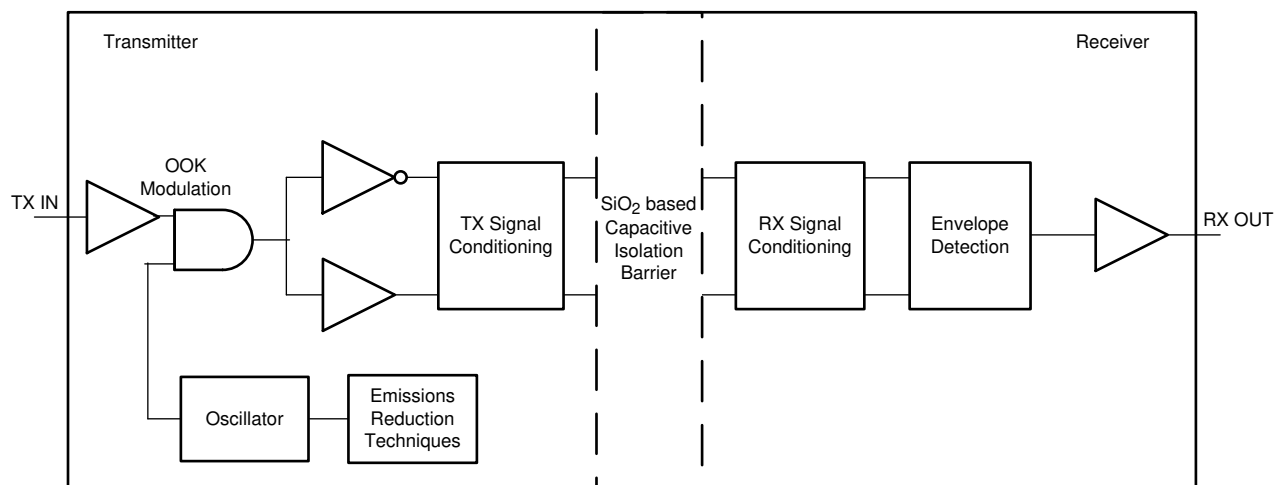 Transmitter
Receiver
OOK
Modulation
TX IN
TX Signal
Conditioning
SiO2 based
Capacitive
Isolation
Barrier
RX Signal
Conditioning
Envelope
Detection
RX OUT
Oscillator
Emissions
Reduction
Techniques